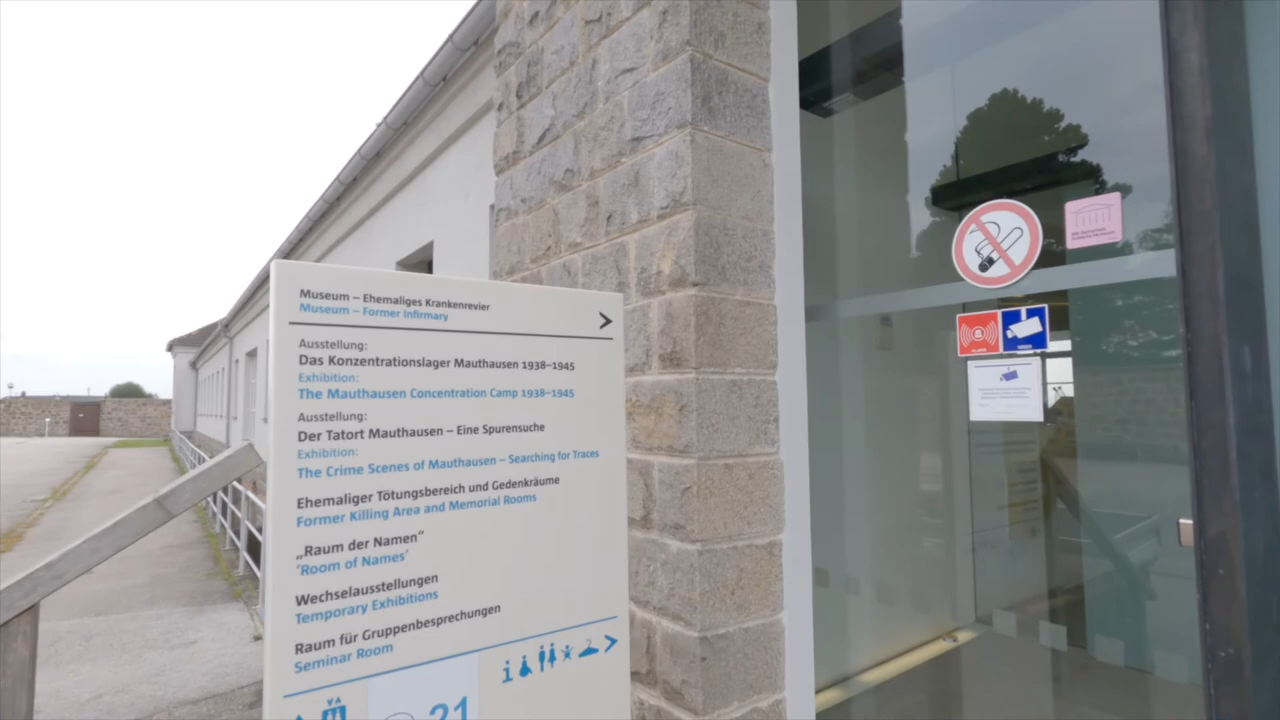 Museum – Ehemaliges Krankenrevier
Museum – Former Infirmary
Ausstellung:
Das Konzentrationslager Mauthausen 1938–1945
Exhibition:
The Mauthausen Concentration Camp 1938–1945
Ausstellung:
Der Tatort Mauthausen – Eine Spurensuche
Exhibition:
The Crime Scenes of Mauthausen – Searching for Traces
Ehemaliger Tötungsbereich und Gedenkräume
Former Killing Area and Memorial Rooms
„Raum der Namen“
‘Room of Names’
Wechselausstellungen
Temporary Exhibitions
Raum für Gruppenbesprechungen
Seminar Room
VA
21
ALARM
VIDEO